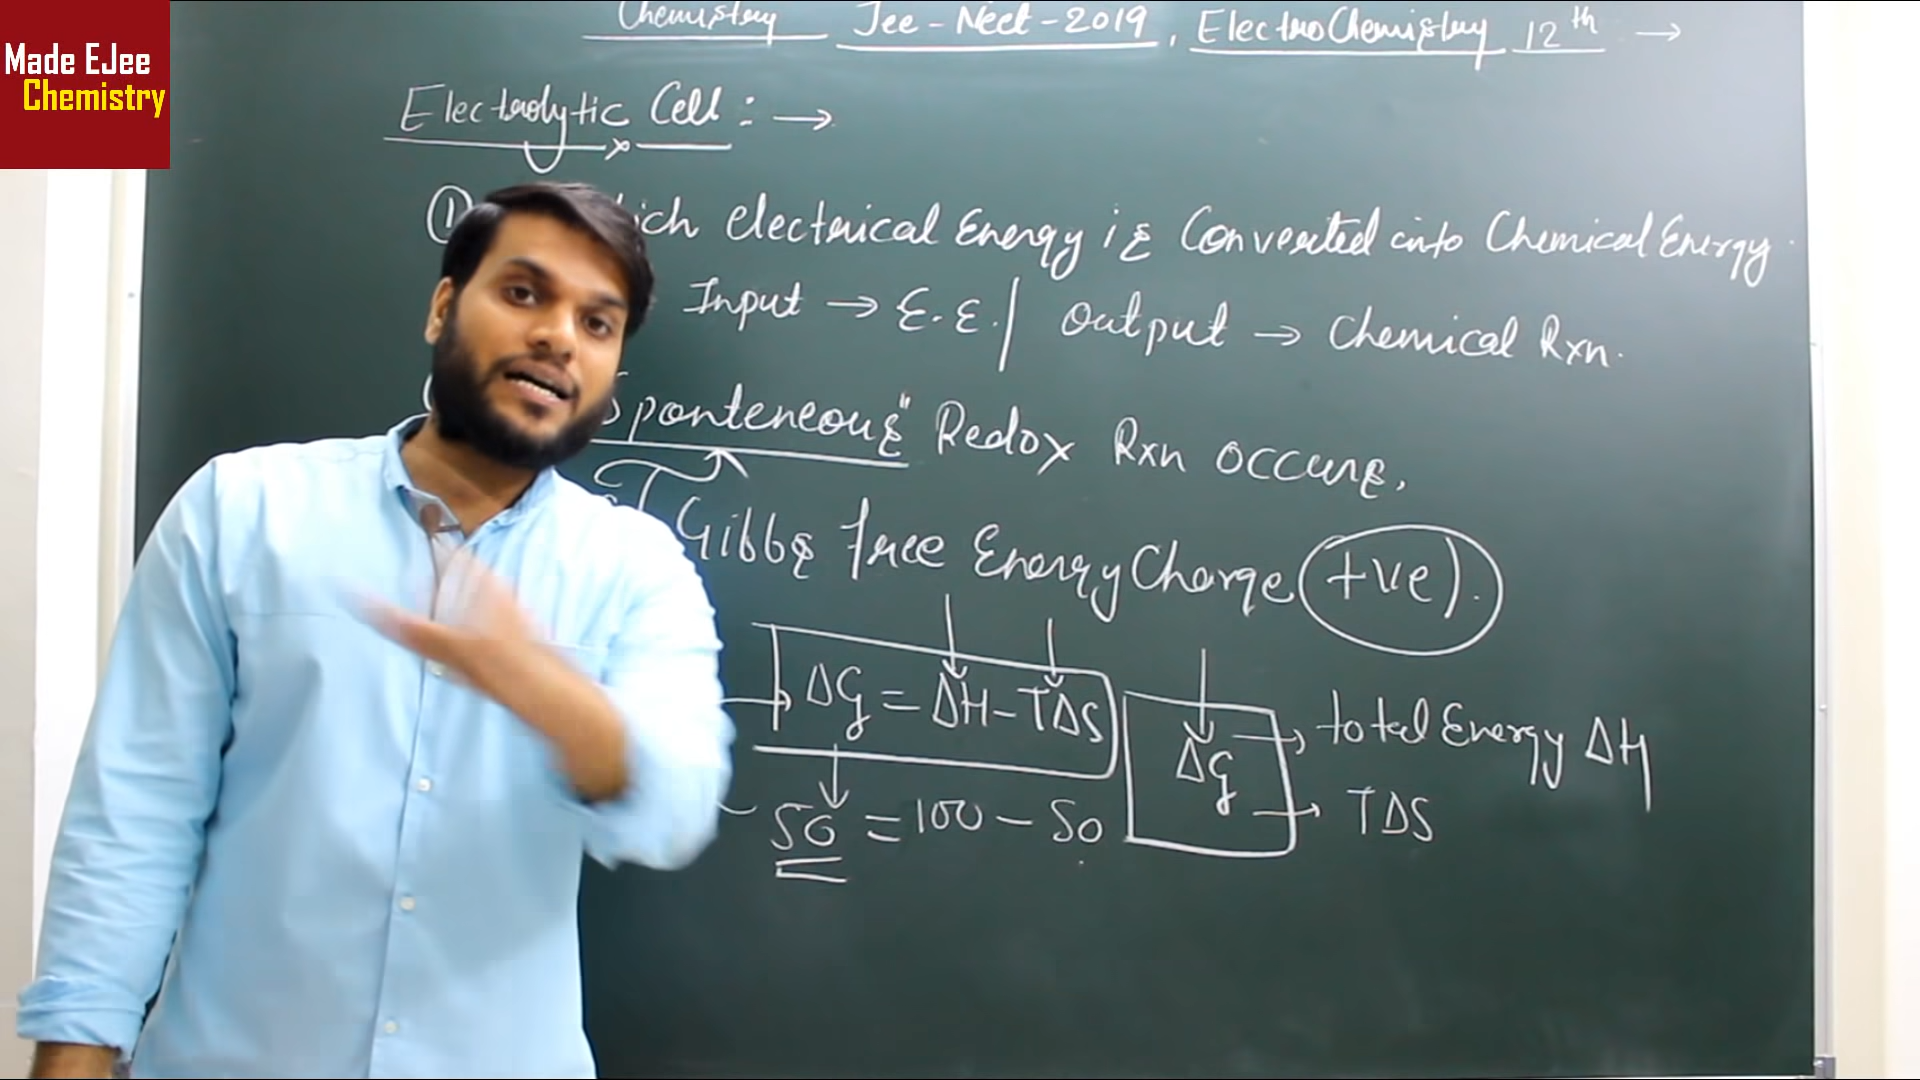 Made EJee
Chemistry
Chemistry Jee - Neet - 2019, ElectroChemistry 12th →
Electrolytic Cell : →
① ich Electrical Energy is Converted into Chemical Energy.
Input → E.E. | Output → Chemical Rxn.
Sponteneous" Redox Rxn occurs.
Gibbs free Energy Charge (+ve).
ΔG = ΔH - TΔS
ΔG → total Energy ΔH
→ TΔS
50 = 100 - 50